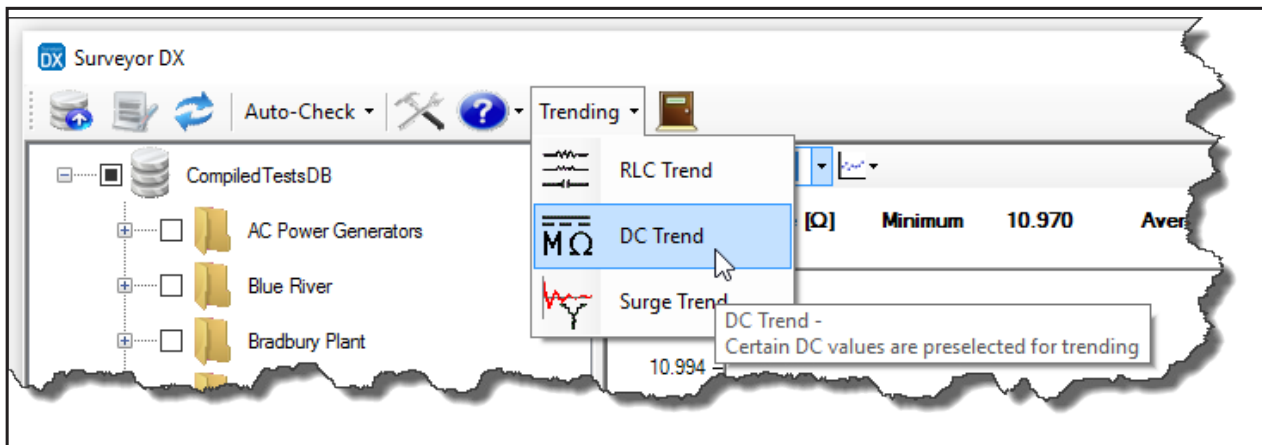 Surveyor DX
Auto-Check
Trending
CompiledTestsDB
AC Power Generators
Blue River
Bradbury Plant
RLC Trend
MΩ DC Trend
Surge Trend
[Ω] Minimum 10.970
DC Trend -
Certain DC values are preselected for trending
10.994